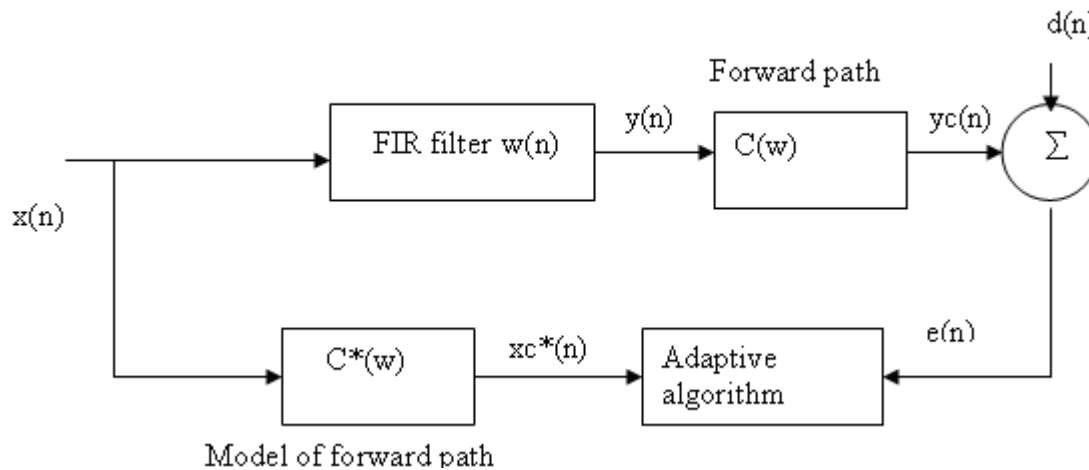 d(n)
Forward path
y(n)
yc(n)
FIR filter w(n)
C(w)
Σ
x(n)
e(n)
C*(w)
xc*(n)
Adaptive
algorithm
Model of forward path